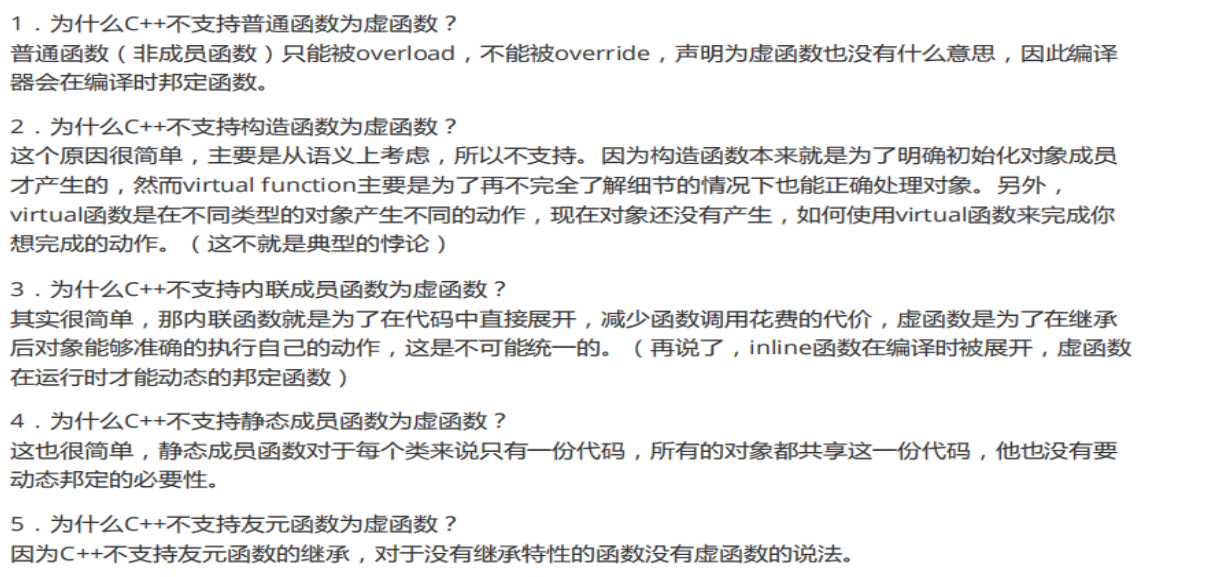 1．为什么C++不支持普通函数为虚函数？
普通函数（非成员函数）只能被overload，不能被override，声明为虚函数也没有什么意思，因此编译
器会在编译时邦定函数。
2．为什么C++不支持构造函数为虚函数？
这个原因很简单，主要是从语义上考虑，所以不支持。因为构造函数本来就是为了明确初始化对象成员
才产生的，然而virtual function主要是为了再不完全了解细节的情况下也能正确处理对象。另外，
virtual函数是在不同类型的对象产生不同的动作，现在对象还没有产生，如何使用virtual函数来完成你
想完成的动作。（这不就是典型的悖论）
3．为什么C++不支持内联成员函数为虚函数？
其实很简单，那内联函数就是为了在代码中直接展开，减少函数调用花费的代价，虚函数是为了在继承
后对象能够准确的执行自己的动作，这是不可能统一的。（再说了，inline函数在编译时被展开，虚函数
在运行时才能动态的邦定函数）
4．为什么C++不支持静态成员函数为虚函数？
这也很简单，静态成员函数对于每个类来说只有一份代码，所有的对象都共享这一份代码，他也没有要
动态邦定的必要性。
5．为什么C++不支持友元函数为虚函数？
因为C++不支持友元函数的继承，对于没有继承特性的函数没有虚函数的说法。